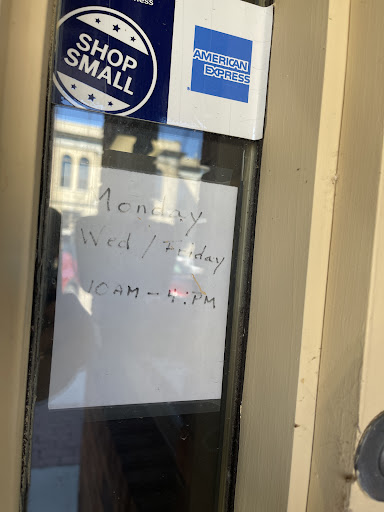 SHOP
SMALL
AMERICAN
EXPRESS
Monday
Wed / Friday
10AM - 4:PM